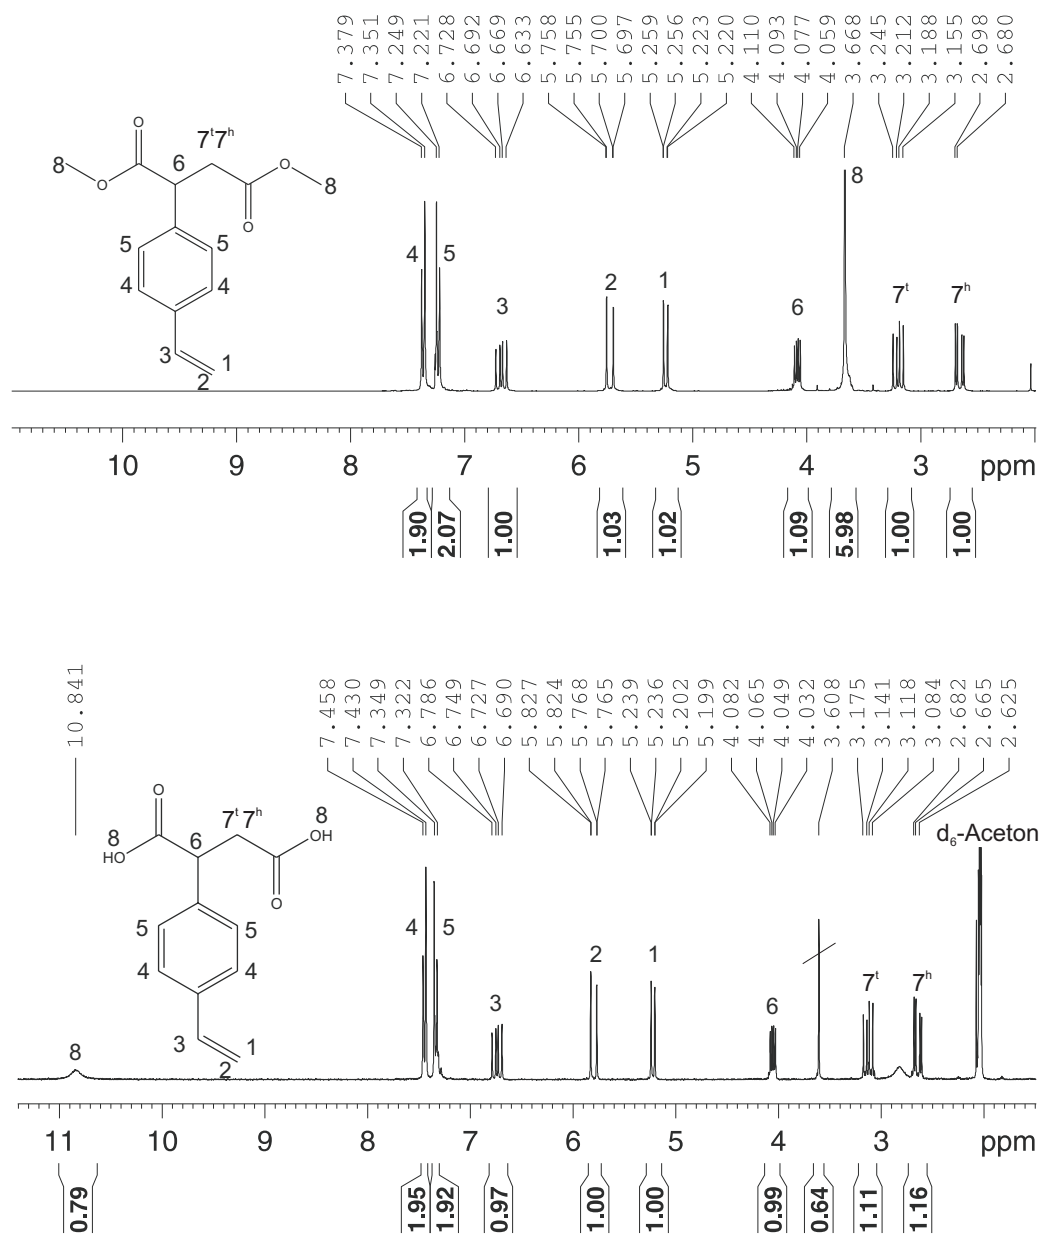 7.379 7.351 7.249 7.221 6.728 6.692 6.669 6.633 5.758 5.755 5.700 5.697 5.259 5.256 5.223 5.220 4.110 4.093 4.077 4.059 3.668 3.245 3.212 3.188 3.155 2.698 2.680
O 7ᵗ7ʰ
8 6 O
O 8
O
5 5
4 4
3 1
2
4 5 3 2 1 6 8 7ᵗ 7ʰ
10 9 8 7 6 5 4 3 ppm
1.90 2.07 1.00 1.03 1.02 1.09 5.98 1.00 1.00
10.841 7.458 7.430 7.349 7.322 6.786 6.749 6.727 6.690 5.827 5.824 5.768 5.765 5.239 5.236 5.202 5.199 4.082 4.065 4.049 4.032 3.608 3.175 3.141 3.118 3.084 2.682 2.665 2.625
O 7ᵗ 7ʰ 8
8 6 OH
HO
O
5 5
4 4
3 1
2
d₆-Aceton
8 4 5 3 2 1 6 7ᵗ 7ʰ
11 10 9 8 7 6 5 4 3 ppm
0.79 1.95 1.92 0.97 1.00 1.00 0.99 0.64 1.11 1.16